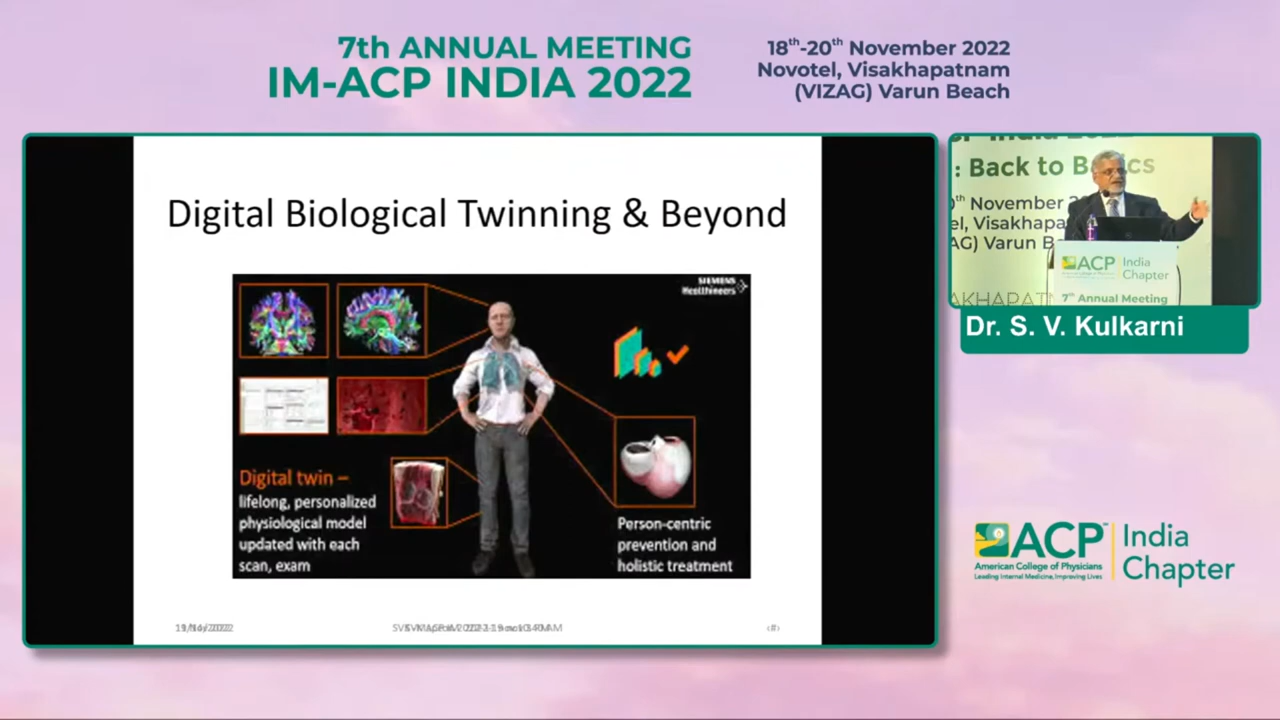 7th ANNUAL MEETING
IM-ACP INDIA 2022
18th-20th November 2022
Novotel, Visakhapatnam
(VIZAG) Varun Beach
Digital Biological Twinning & Beyond
SIEMENS
Healthineers
Digital twin –
lifelong, personalized
physiological model
updated with each
scan, exam
Person-centric
prevention and
holistic treatment
‹#›
: Back to B cs
th November 2
el, Visakhapa
AG) Varun B
ACP India
Chapter
AKHAPATN
7th Annual Meeting
Dr. S. V. Kulkarni
ACP India
Chapter
American College of Physicians
Leading Internal Medicine, Improving Lives